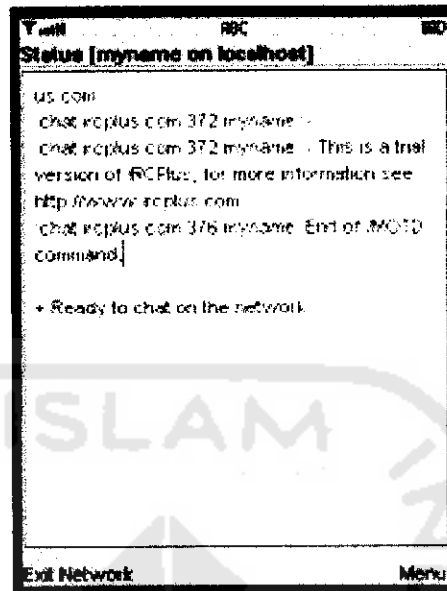 ABC
Status [myname on localhost]
us.com
:chat.ircplus.com 372 myname :-
:chat.ircplus.com 372 myname :- This is a trial
version of IRCPlus, for more information see
http://www.ircplus.com
:chat.ircplus.com 376 myname :End of /MOTD
command.
+ Ready to chat on the network
ISLAM
Exit Network Menu